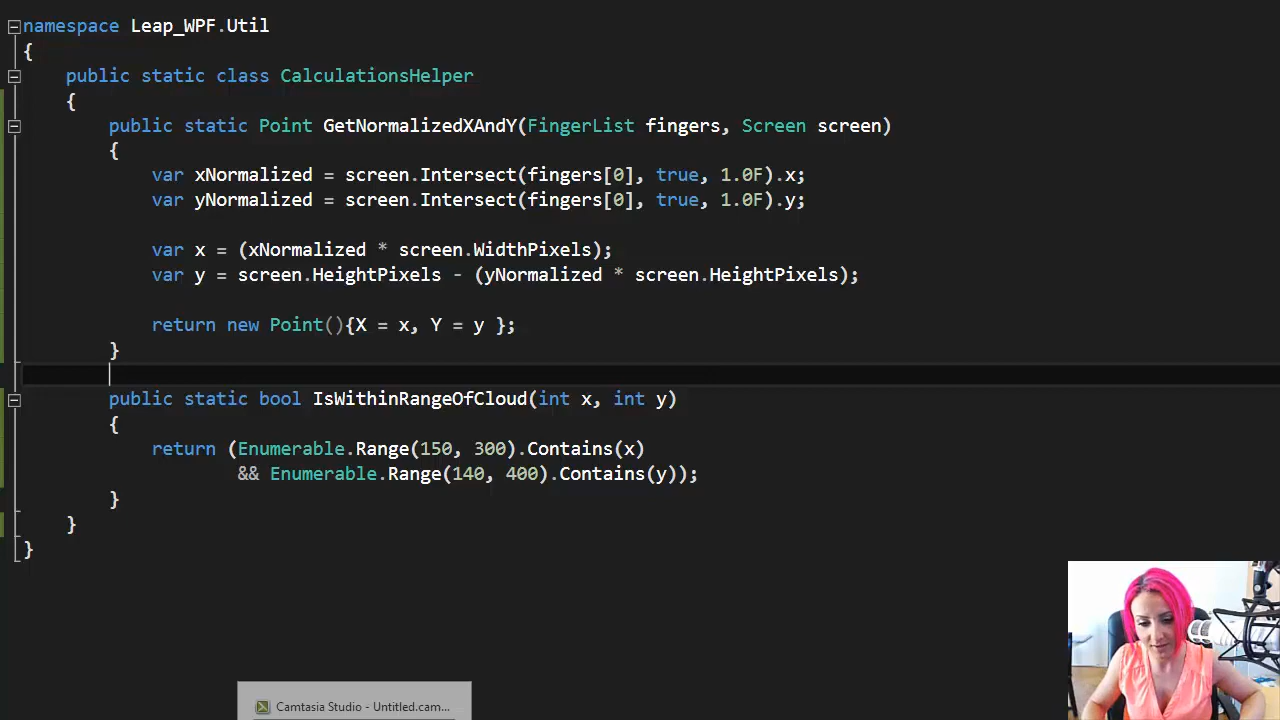 namespace Leap_WPF.Util
{
public static class CalculationsHelper
{
public static Point GetNormalizedXAndY(FingerList fingers, Screen screen)
{
var xNormalized = screen.Intersect(fingers[0], true, 1.0F).x;
var yNormalized = screen.Intersect(fingers[0], true, 1.0F).y;
var x = (xNormalized * screen.WidthPixels);
var y = screen.HeightPixels - (yNormalized * screen.HeightPixels);
return new Point(){X = x, Y = y };
}
public static bool IsWithinRangeOfCloud(int x, int y)
{
return (Enumerable.Range(150, 300).Contains(x)
&& Enumerable.Range(140, 400).Contains(y));
}
}
}
Camtasia Studio - Untitled.cam...